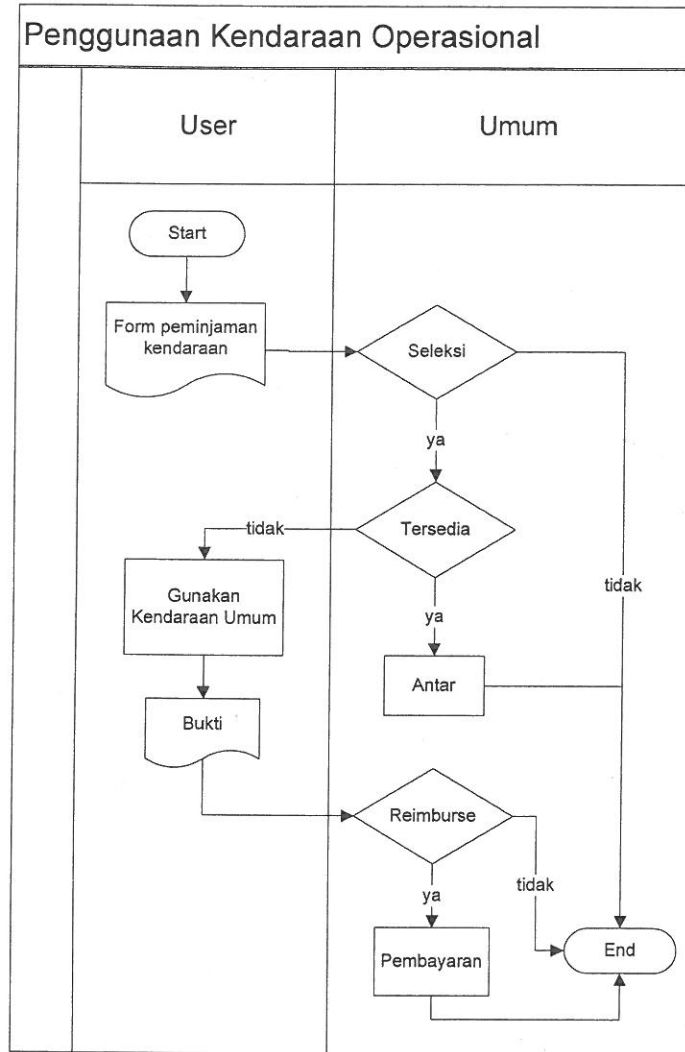 Penggunaan Kendaraan Operasional
User
Umum
Start
Form peminjaman
kendaraan
Seleksi
ya
tidak
Tersedia
tidak
Gunakan
Kendaraan Umum
ya
Antar
Bukti
Reimburse
ya
tidak
Pembayaran
End